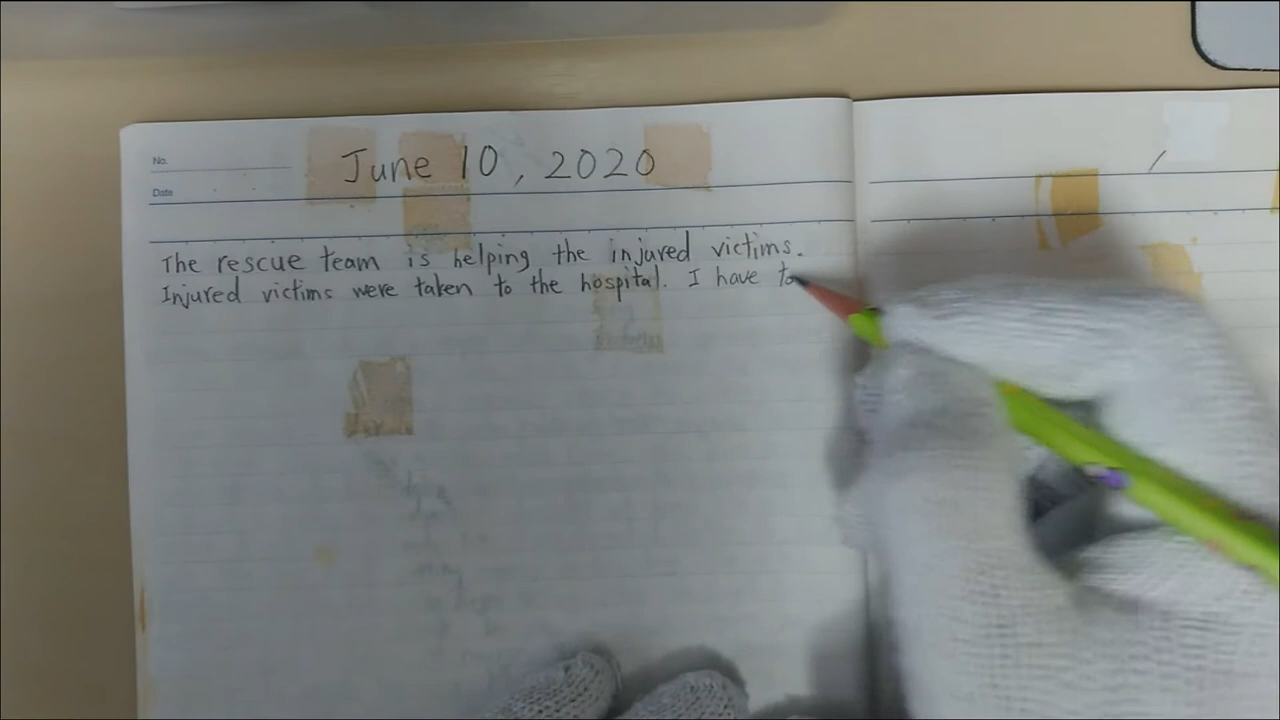 No.
June 10, 2020
Date
The rescue team is helping the injured victims.
Injured victims were taken to the hospital. I have to